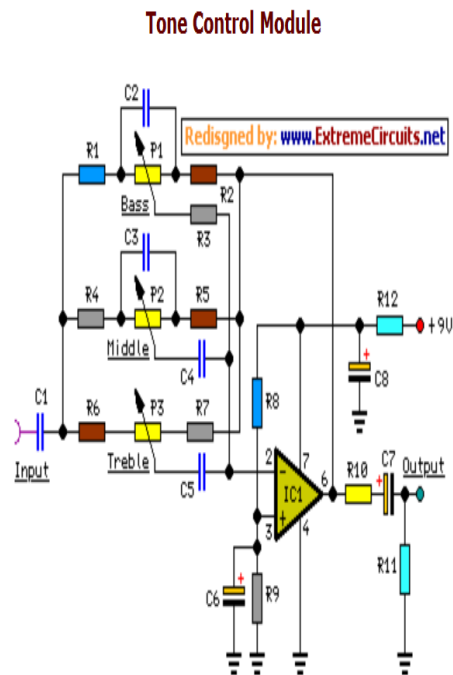 Tone Control Module
C2
Redisgned by: www.ExtremeCircuits.net
R1
P1
R2
Bass
R3
C3
R4
P2
R5
R12
+9V
Middle
C4
C8
C1
R6
P3
R7
R8
Input
Treble
C5
2
7
6
R10
C7
Output
IC1
3
4
R11
C6
R9